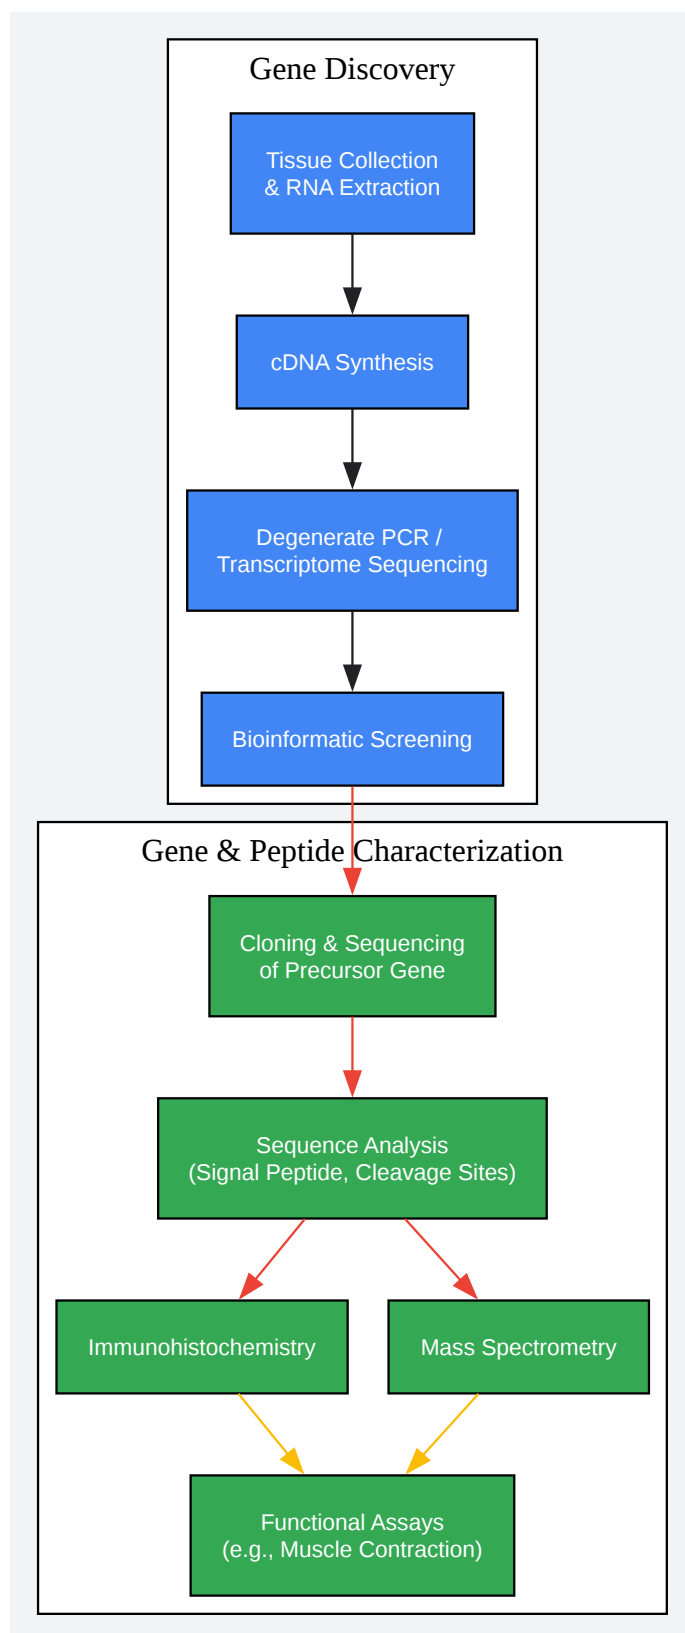 Gene Discovery
Tissue Collection
& RNA Extraction
cDNA Synthesis
Degenerate PCR /
Transcriptome Sequencing
Bioinformatic Screening
Gene & Peptide Characterization
Cloning & Sequencing
of Precursor Gene
Sequence Analysis
(Signal Peptide, Cleavage Sites)
Immunohistochemistry
Mass Spectrometry
Functional Assays
(e.g., Muscle Contraction)